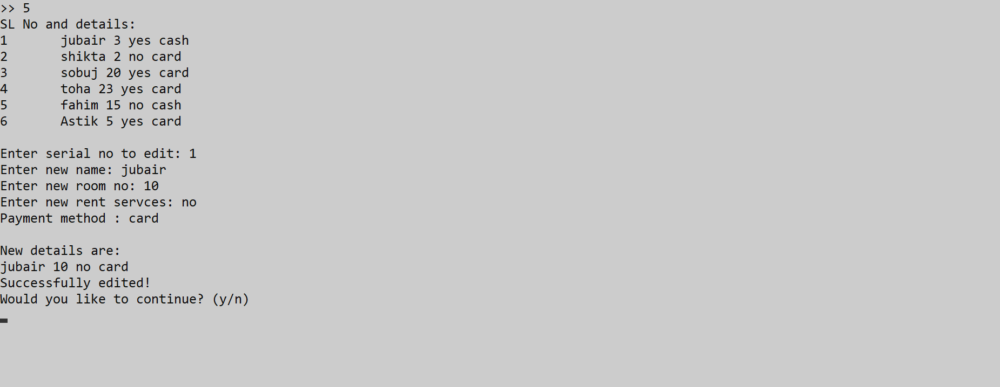 >> 5
SL No and details:
1 jubair 3 yes cash
2 shikta 2 no card
3 sobuj 20 yes card
4 toha 23 yes card
5 fahim 15 no cash
6 Astik 5 yes card
Enter serial no to edit: 1
Enter new name: jubair
Enter new room no: 10
Enter new rent servces: no
Payment method : card
New details are:
jubair 10 no card
Successfully edited!
Would you like to continue? (y/n)